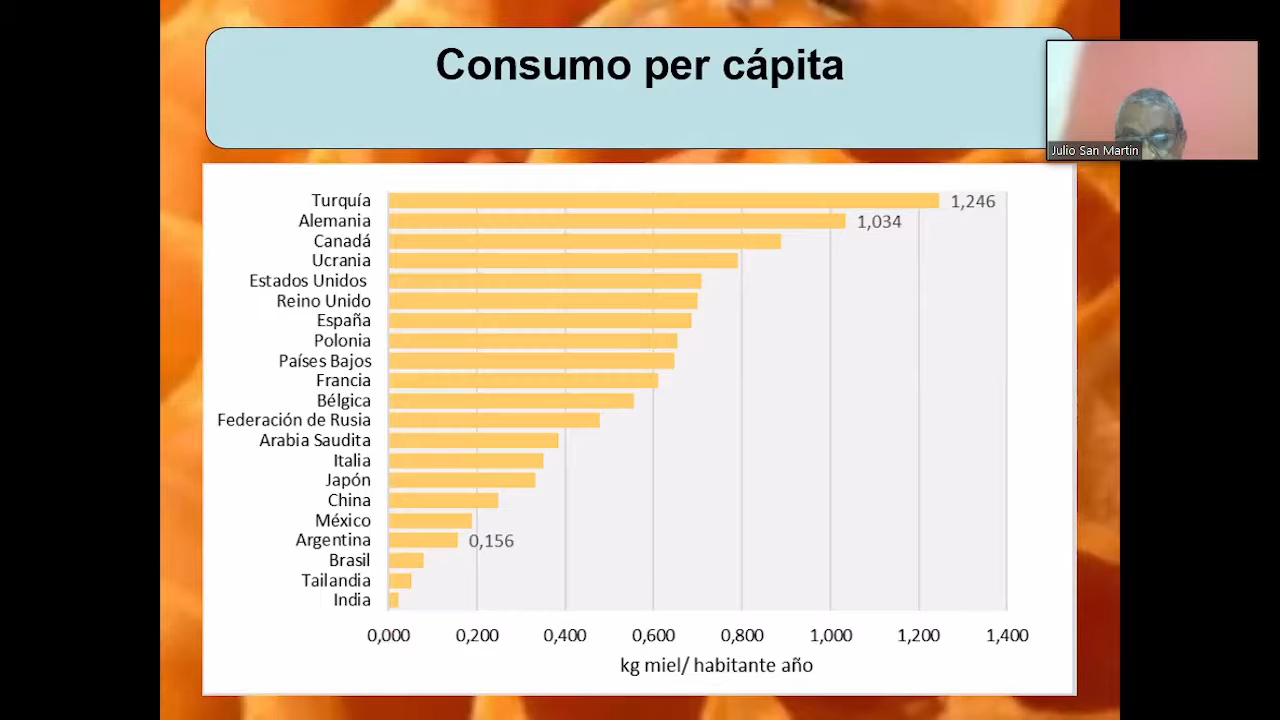 Consumo per cápita
Julio San Martin
Turquía 1,246
Alemania 1,034
Canadá
Ucrania
Estados Unidos
Reino Unido
España
Polonia
Países Bajos
Francia
Bélgica
Federación de Rusia
Arabia Saudita
Italia
Japón
China
México
Argentina 0,156
Brasil
Tailandia
India
0,000 0,200 0,400 0,600 0,800 1,000 1,200 1,400
kg miel/ habitante año